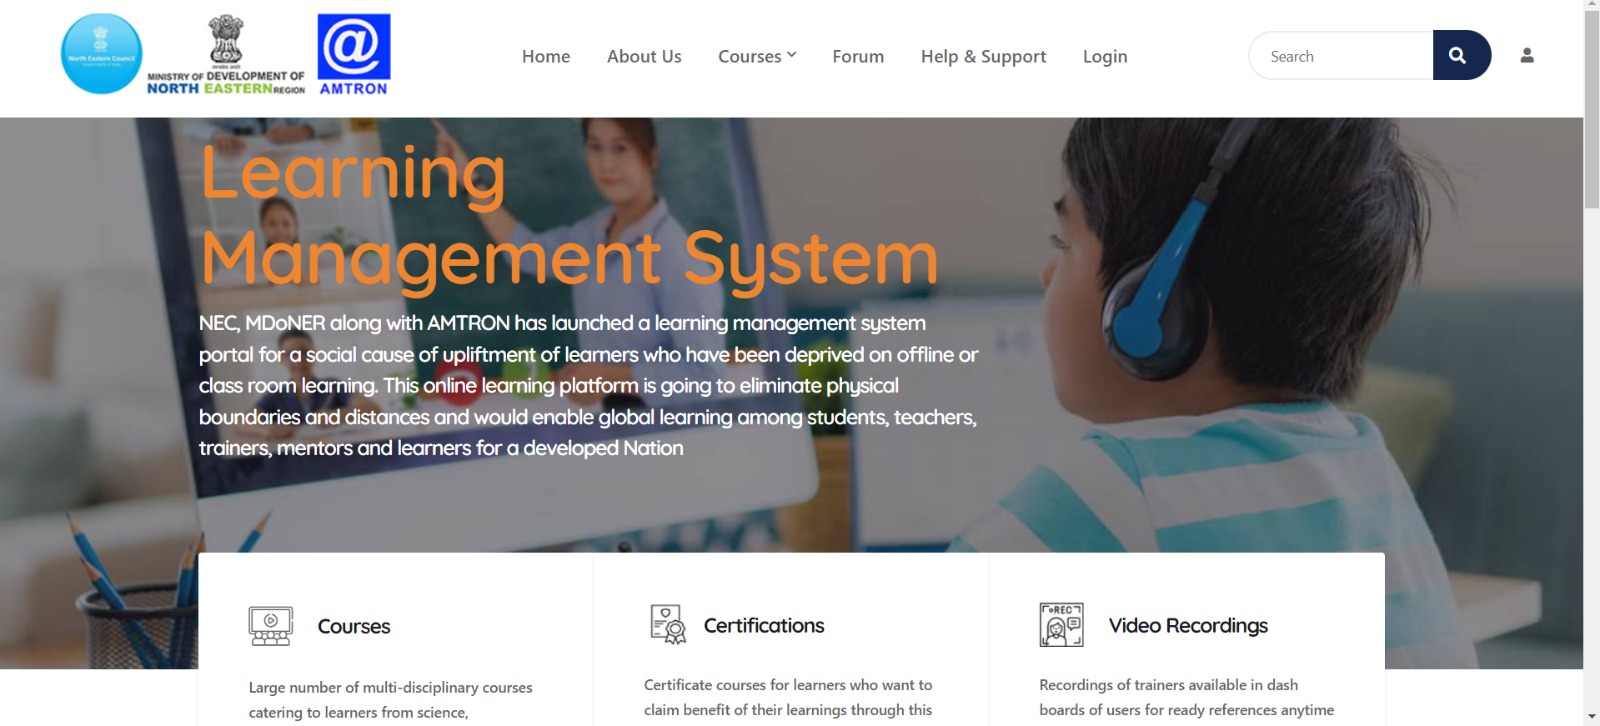 North Eastern Council
Government of India
MINISTRY OF DEVELOPMENT OF
NORTH EASTERN REGION
@
AMTRON
Home About Us Courses Forum Help & Support Login
Search
Learning
Management System
NEC, MDoNER along with AMTRON has launched a learning management system
portal for a social cause of upliftment of learners who have been deprived on offline or
class room learning. This online learning platform is going to eliminate physical
boundaries and distances and would enable global learning among students, teachers,
trainers, mentors and learners for a developed Nation
Courses
Large number of multi-disciplinary courses
catering to learners from science,
Certifications
Certificate courses for learners who want to
claim benefit of their learnings through this
REC
Video Recordings
Recordings of trainers available in dash
boards of users for ready references anytime